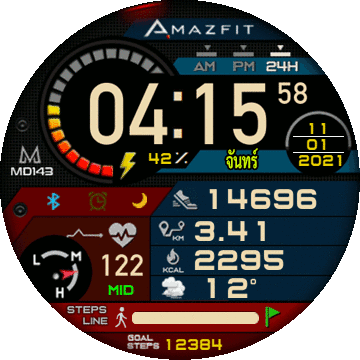 AMAZFIT
AM PM 24H
04:15 58
42%
จันทร์
11
01
2021
MD143
14696
KM 3.41
KCAL 2295
12°
L M H
122
MID
STEPS LINE
GOAL STEPS 12384